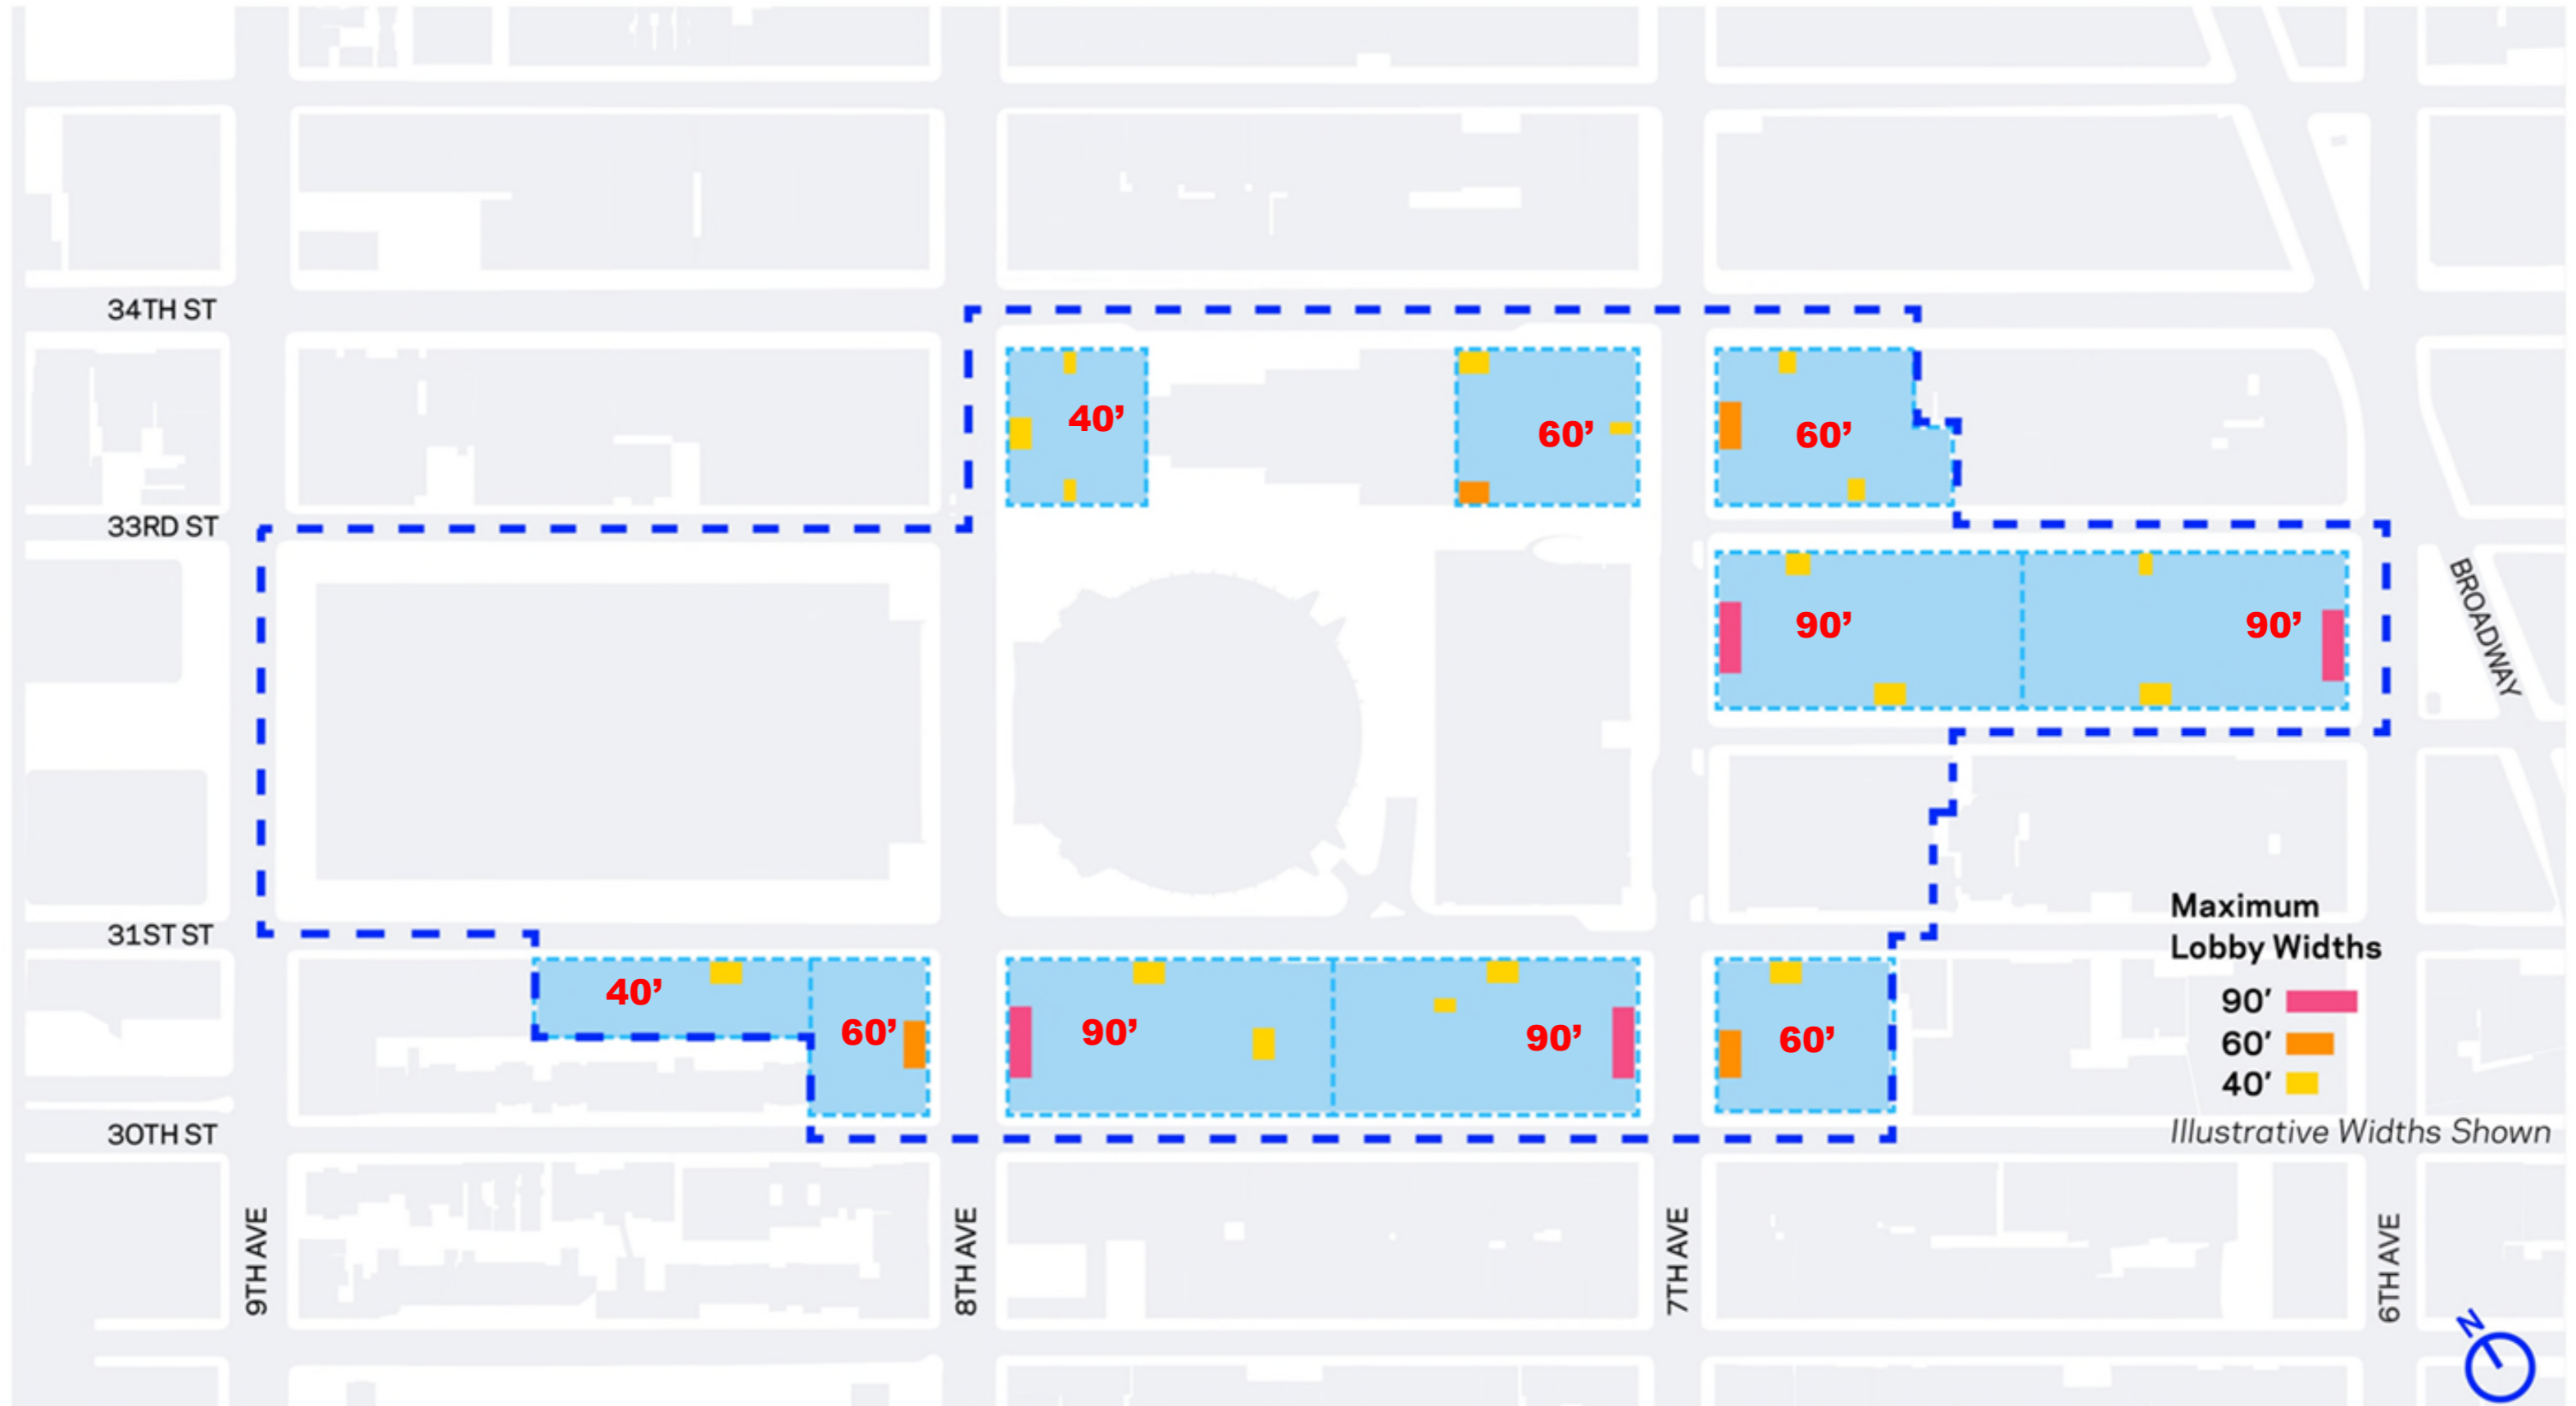 34TH ST
40’
60’
60’
33RD ST
BROADWAY
90’
90’
Maximum
Lobby Widths
31ST ST
40’
60’
90’
90’
60’
90’
60’
40’
30TH ST
Illustrative Widths Shown
9TH AVE
8TH AVE
7TH AVE
6TH AVE
N